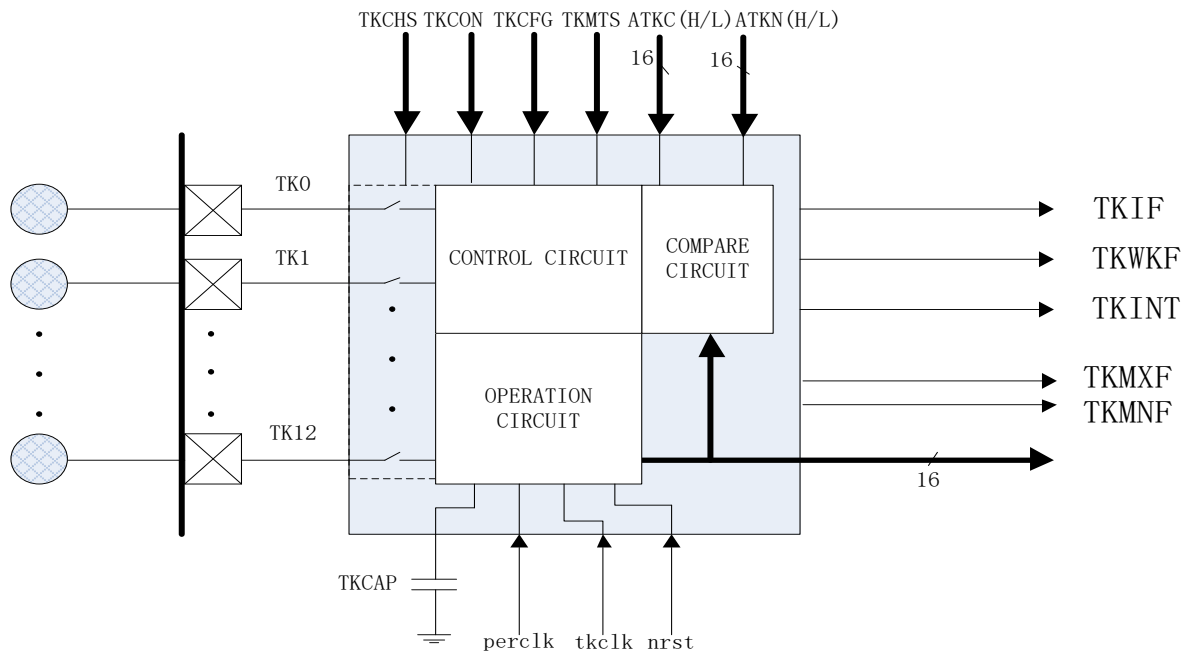 TKCHS TKCON TKCFG TKMTS ATKC(H/L) ATKN(H/L)
16 16
TK0
TKIF
CONTROL CIRCUIT
COMPARE
CIRCUIT
TK1
TKWKF
TKINT
TKMXF
OPERATION
CIRCUIT
TKMNF
TK12
16
TKCAP
perclk tkclk nrst